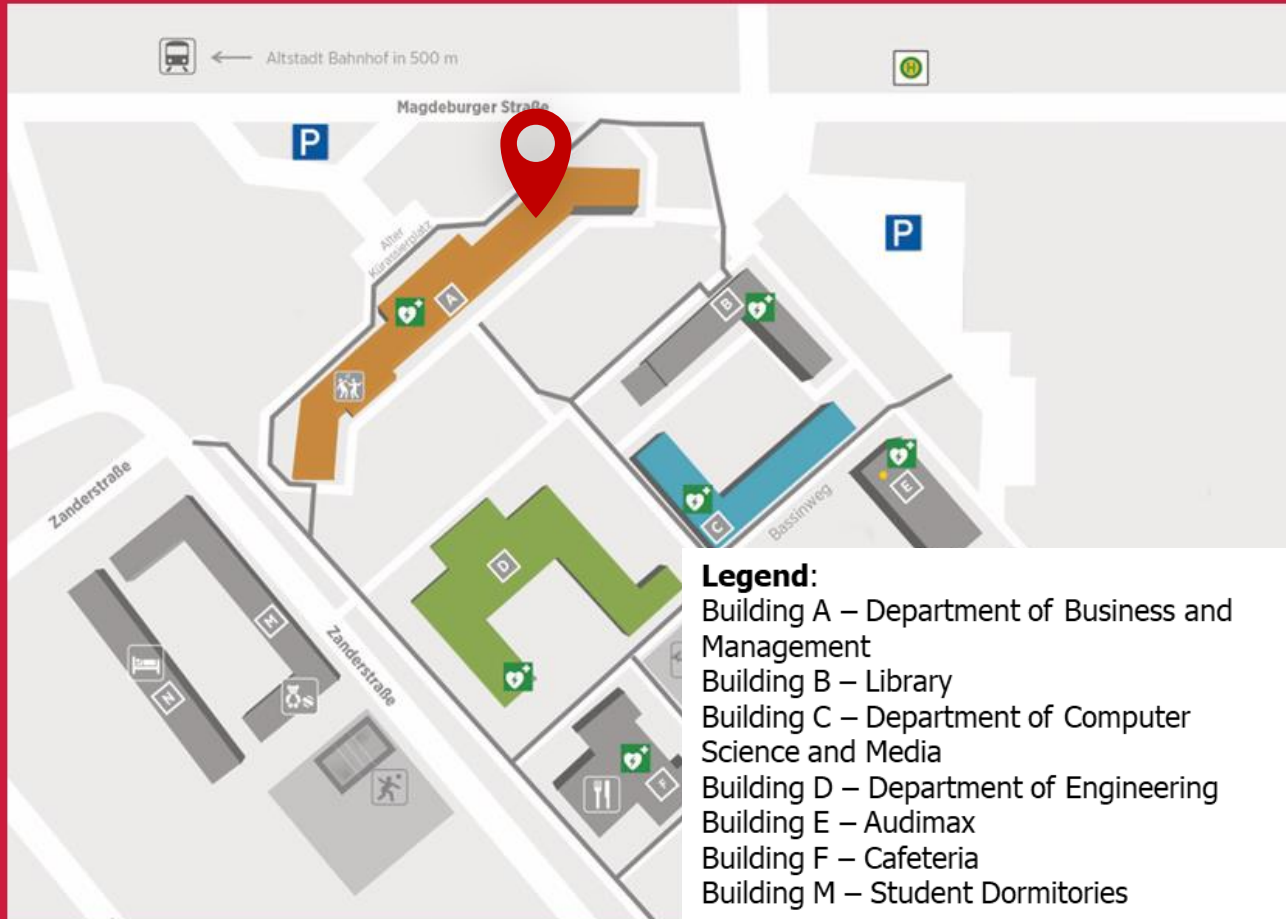 Altstadt Bahnhof in 500 m
H
Magdeburger Straße
P
P
Alter
Kürassierplatz
A
B
C
Bassinweg
E
D
Zanderstraße
M
Zanderstraße
N
F
Legend:
Building A – Department of Business and
Management
Building B – Library
Building C – Department of Computer
Science and Media
Building D – Department of Engineering
Building E – Audimax
Building F – Cafeteria
Building M – Student Dormitories